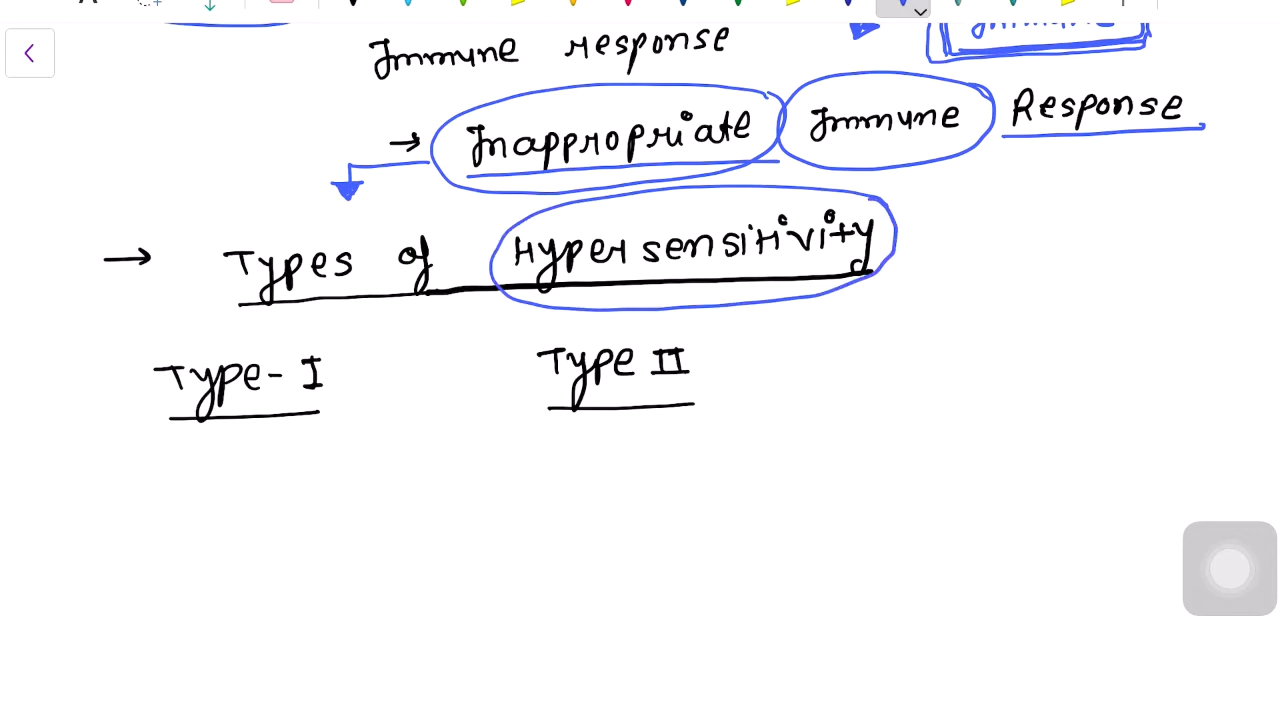 Immune response
→ Inappropriate Immune Response
→ Types of Hypersensitivity
Type-I Type II